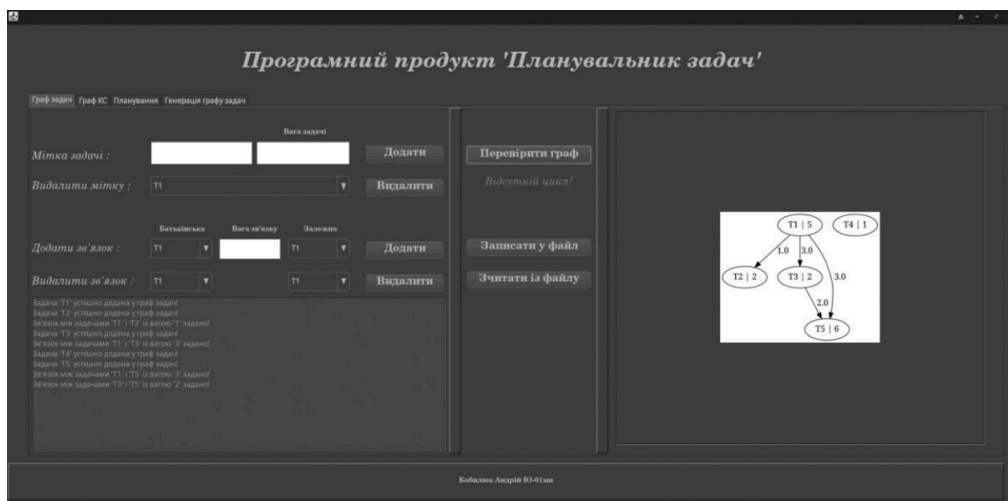 Програмний продукт 'Планувальник задач'
Граф задач Граф КС Планування Генерація графу задач
Вага задачі
Мітка задачі :
Додати
Видалити мітку :
T1
Видалити
Батьківська Вага зв'язку Залежна
Додати зв'язок :
T1
T1
Додати
Видалити зв'язок :
T1
T1
Видалити
Задача 'T1' успішно додана у граф задач!
Задача 'T2' успішно додана у граф задач!
Зв'язок між задачами 'T1' і 'T2' із вагою '1' задано!
Задача 'T3' успішно додана у граф задач!
Зв'язок між задачами 'T1' і 'T3' із вагою '3' задано!
Задача 'T4' успішно додана у граф задач!
Задача 'T5' успішно додана у граф задач!
Зв'язок між задачами 'T1' і 'T5' із вагою '3' задано!
Зв'язок між задачами 'T3' і 'T5' із вагою '2' задано!
Перевірити граф
Відсутній цикл!
Записати у файл
Зчитати із файлу
T1 | 5
T4 | 1
1.0
3.0
T2 | 2
T3 | 2
3.0
2.0
T5 | 6
Кобилюк Андрій ІО-01мн